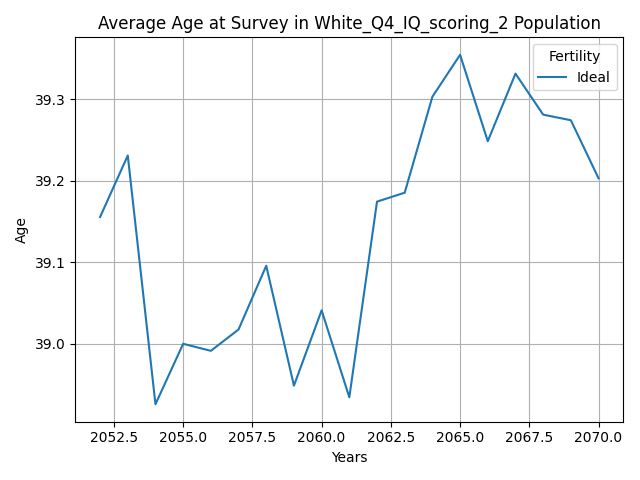 Average Age at Survey in White_Q4_IQ_scoring_2 Population
Fertility
Ideal
39.3
39.2
39.1
39.0
Age
2052.5 2055.0 2057.5 2060.0 2062.5 2065.0 2067.5 2070.0
Years